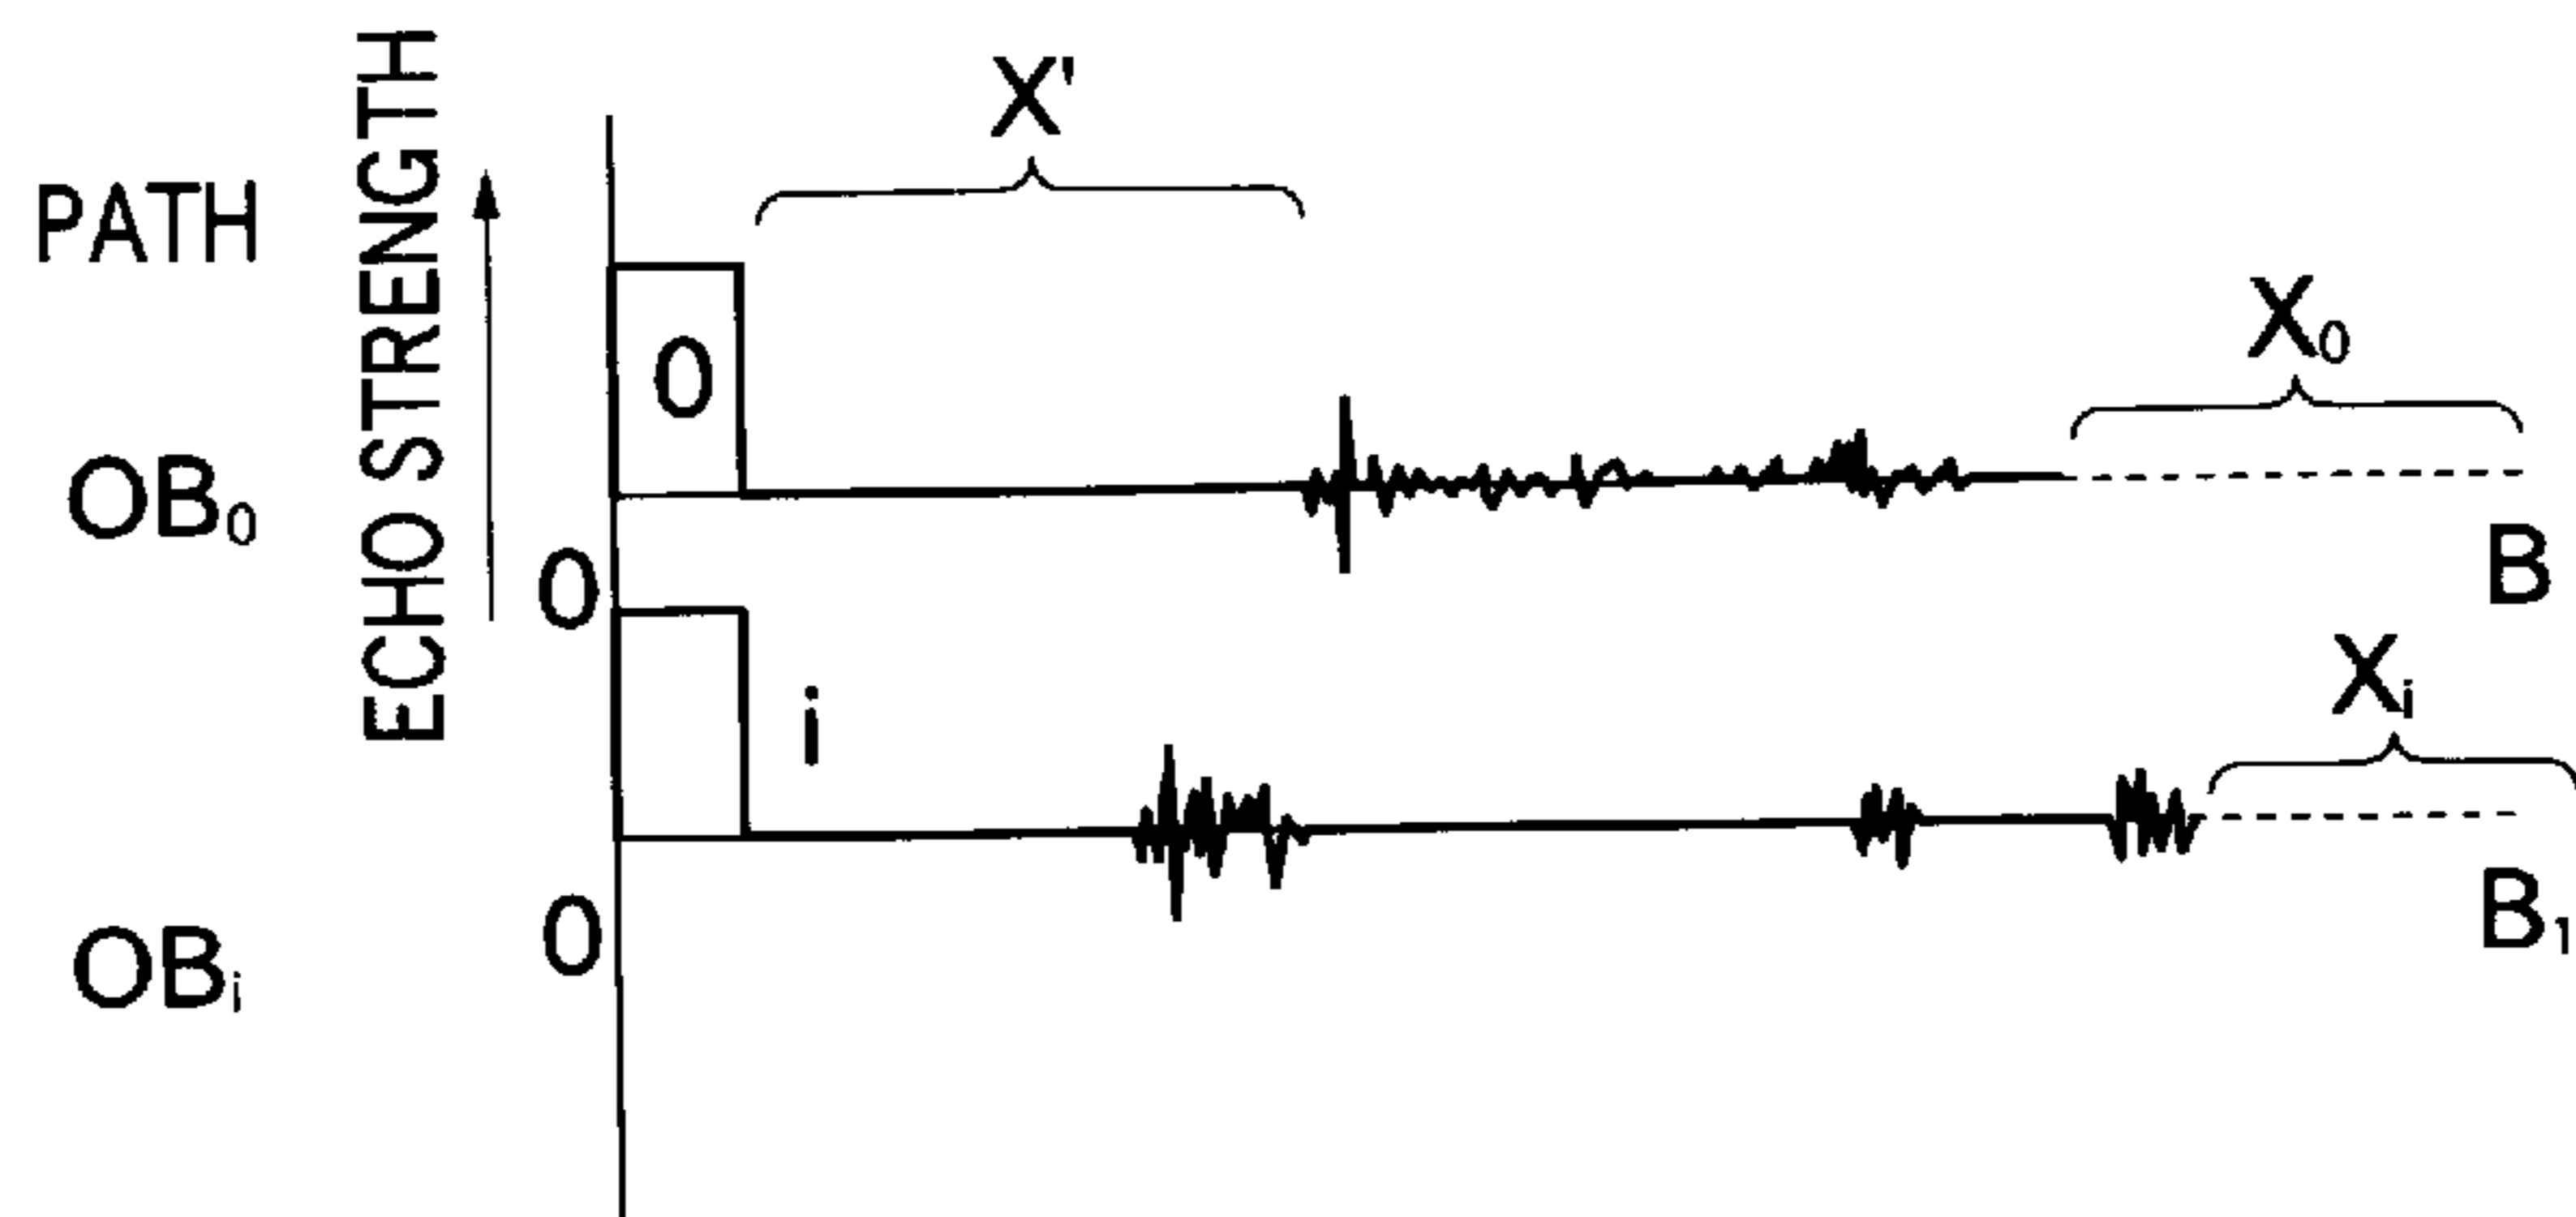 PATH
ECHO STRENGTH
X'
0
X₀
OB₀
0
B
i
Xᵢ
OBᵢ
0
B₁